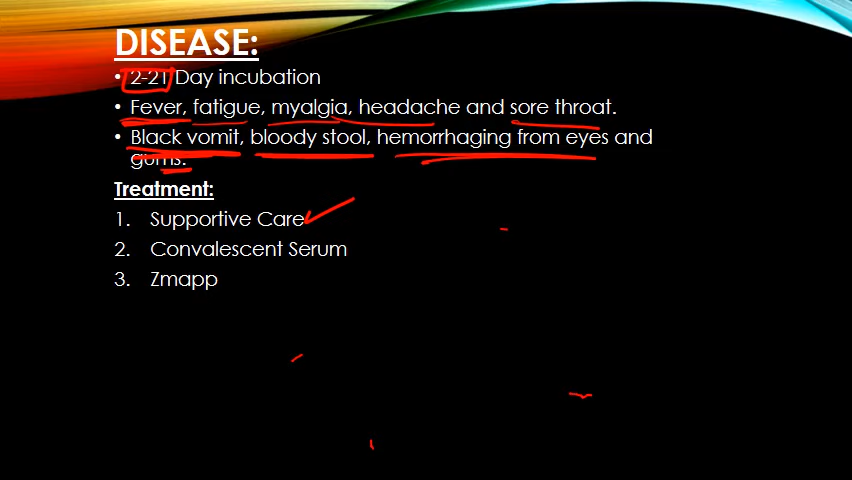 DISEASE:
• 2-21 Day incubation
• Fever, fatigue, myalgia, headache and sore throat.
• Black vomit, bloody stool, hemorrhaging from eyes and
gums.
Treatment:
1. Supportive Care
2. Convalescent Serum
3. Zmapp